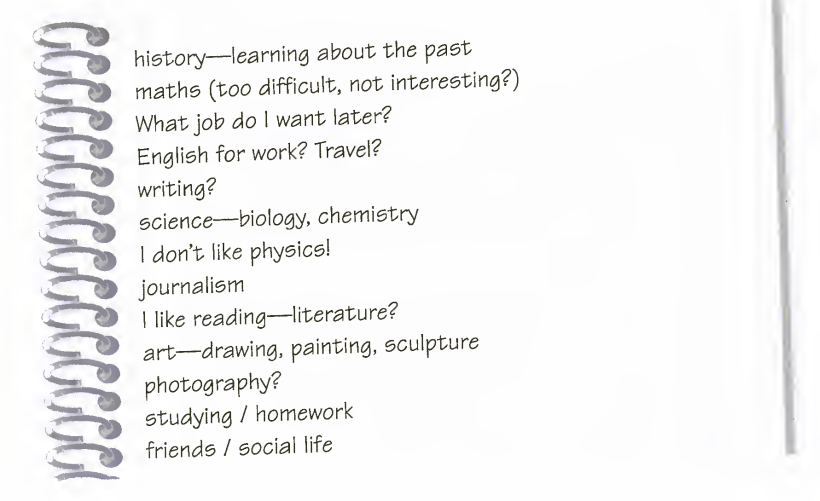 history—learning about the past
maths (too difficult, not interesting?)
What job do I want later?
English for work? Travel?
writing?
science—biology, chemistry
I don't like physics!
journalism
I like reading—literature?
art—drawing, painting, sculpture
photography?
studying / homework
friends / social life